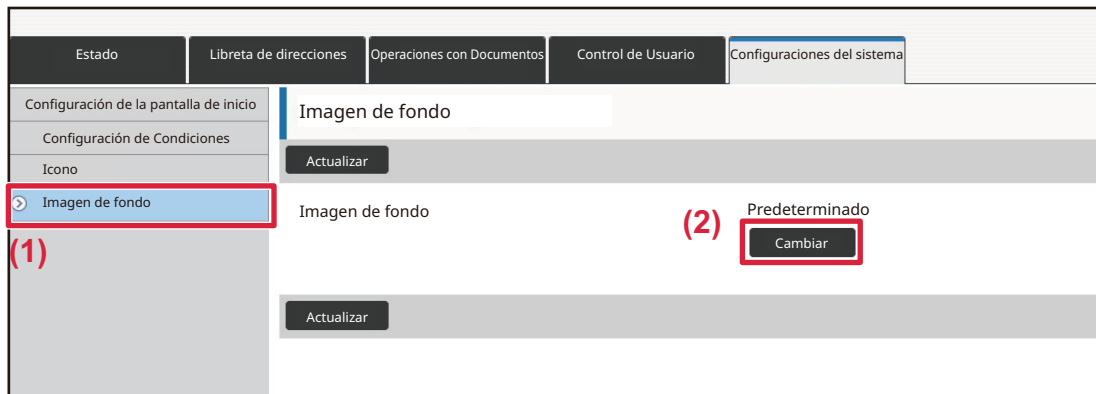 Estado
Libreta de direcciones
Operaciones con Documentos
Control de Usuario
Configuraciones del sistema
Configuración de la pantalla de inicio
Configuración de Condiciones
Icono
Imagen de fondo
(1)
Imagen de fondo
Actualizar
Imagen de fondo
(2)
Predeterminado
Cambiar
Actualizar